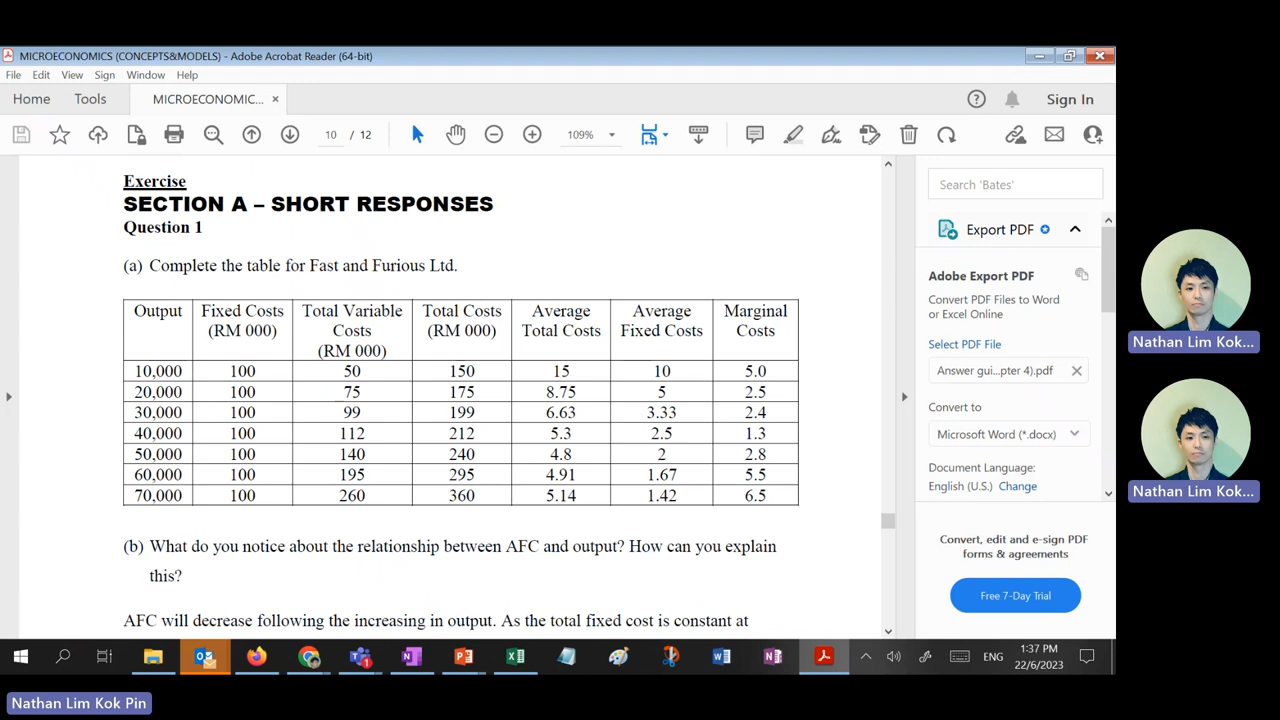 MICROECONOMICS (CONCEPTS&MODELS) - Adobe Acrobat Reader (64-bit)
File Edit View Sign Window Help
Home Tools MICROECONOMIC... × Sign In
10 / 12 109%
Exercise
SECTION A – SHORT RESPONSES
Question 1
(a) Complete the table for Fast and Furious Ltd.
Output Fixed Costs (RM 000) Total Variable Costs (RM 000) Total Costs (RM 000) Average Total Costs Average Fixed Costs Marginal Costs
10,000 100 50 150 15 10 5.0
20,000 100 75 175 8.75 5 2.5
30,000 100 99 199 6.63 3.33 2.4
40,000 100 112 212 5.3 2.5 1.3
50,000 100 140 240 4.8 2 2.8
60,000 100 195 295 4.91 1.67 5.5
70,000 100 260 360 5.14 1.42 6.5
(b) What do you notice about the relationship between AFC and output? How can you explain
this?
AFC will decrease following the increasing in output. As the total fixed cost is constant at
Search 'Bates'
Export PDF
Adobe Export PDF
Convert PDF Files to Word
or Excel Online
Select PDF File
Answer gui...pter 4).pdf ×
Convert to
Microsoft Word (*.docx)
Document Language:
English (U.S.) Change
Convert, edit and e-sign PDF
forms & agreements
Free 7-Day Trial
Nathan Lim Kok...
Nathan Lim Kok...
ENG
1:37 PM
22/6/2023
Nathan Lim Kok Pin